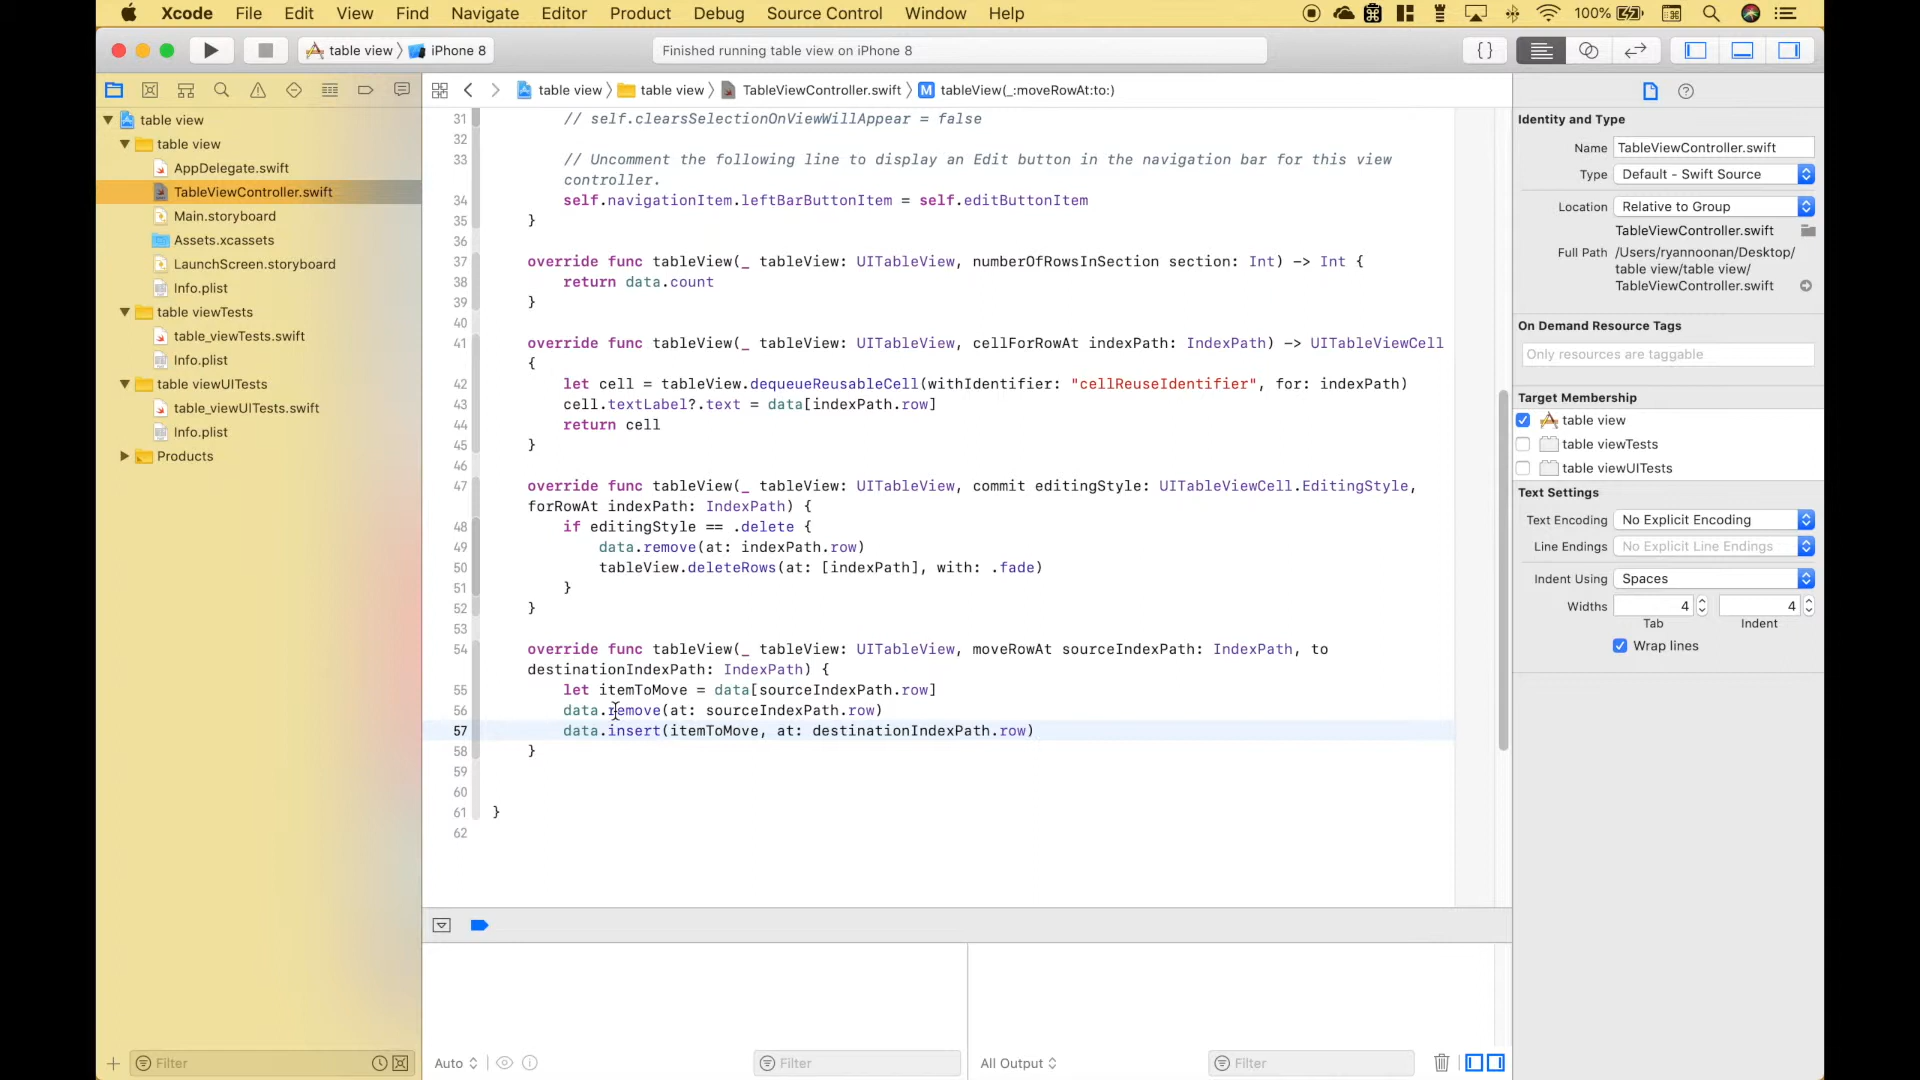 Xcode File Edit View Find Navigate Editor Product Debug Source Control Window Help 100%
table view iPhone 8 Finished running table view on iPhone 8 { }
table view table view TableViewController.swift M tableView(_:moveRowAt:to:)
table view
table view
AppDelegate.swift
TableViewController.swift
Main.storyboard
Assets.xcassets
LaunchScreen.storyboard
Info.plist
table viewTests
table_viewTests.swift
Info.plist
table viewUITests
table_viewUITests.swift
Info.plist
Products
Filter
31 // self.clearsSelectionOnViewWillAppear = false
32
33 // Uncomment the following line to display an Edit button in the navigation bar for this view
controller.
34 self.navigationItem.leftBarButtonItem = self.editButtonItem
35 }
36
37 override func tableView(_ tableView: UITableView, numberOfRowsInSection section: Int) -> Int {
38 return data.count
39 }
40
41 override func tableView(_ tableView: UITableView, cellForRowAt indexPath: IndexPath) -> UITableViewCell
{
42 let cell = tableView.dequeueReusableCell(withIdentifier: "cellReuseIdentifier", for: indexPath)
43 cell.textLabel?.text = data[indexPath.row]
44 return cell
45 }
46
47 override func tableView(_ tableView: UITableView, commit editingStyle: UITableViewCell.EditingStyle,
forRowAt indexPath: IndexPath) {
48 if editingStyle == .delete {
49 data.remove(at: indexPath.row)
50 tableView.deleteRows(at: [indexPath], with: .fade)
51 }
52 }
53
54 override func tableView(_ tableView: UITableView, moveRowAt sourceIndexPath: IndexPath, to
destinationIndexPath: IndexPath) {
55 let itemToMove = data[sourceIndexPath.row]
56 data.remove(at: sourceIndexPath.row)
57 data.insert(itemToMove, at: destinationIndexPath.row)
58 }
59
60
61 }
62
Auto Filter All Output Filter
Identity and Type
Name TableViewController.swift
Type Default - Swift Source
Location Relative to Group
TableViewController.swift
Full Path /Users/ryannoonan/Desktop/
table view/table view/
TableViewController.swift
On Demand Resource Tags
Only resources are taggable
Target Membership
table view
table viewTests
table viewUITests
Text Settings
Text Encoding No Explicit Encoding
Line Endings No Explicit Line Endings
Indent Using Spaces
Widths 4 4
Tab Indent
Wrap lines